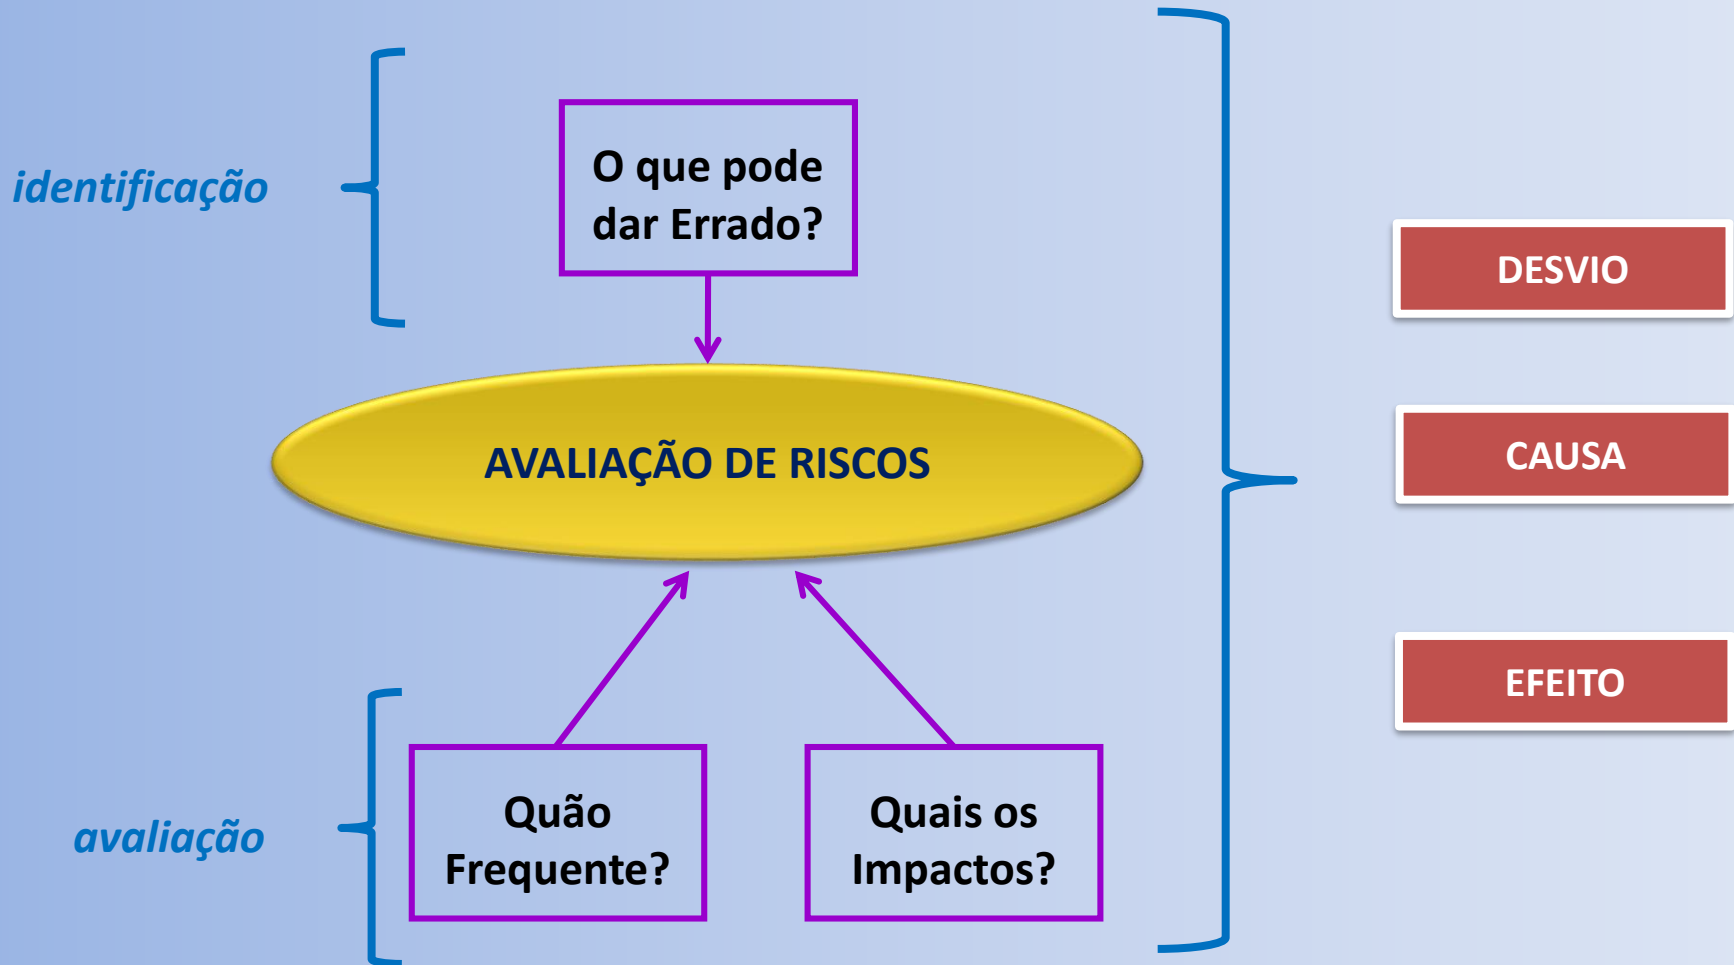 identificação
O que pode
dar Errado?
AVALIAÇÃO DE RISCOS
avaliação
Quão
Frequente?
Quais os
Impactos?
DESVIO
CAUSA
EFEITO